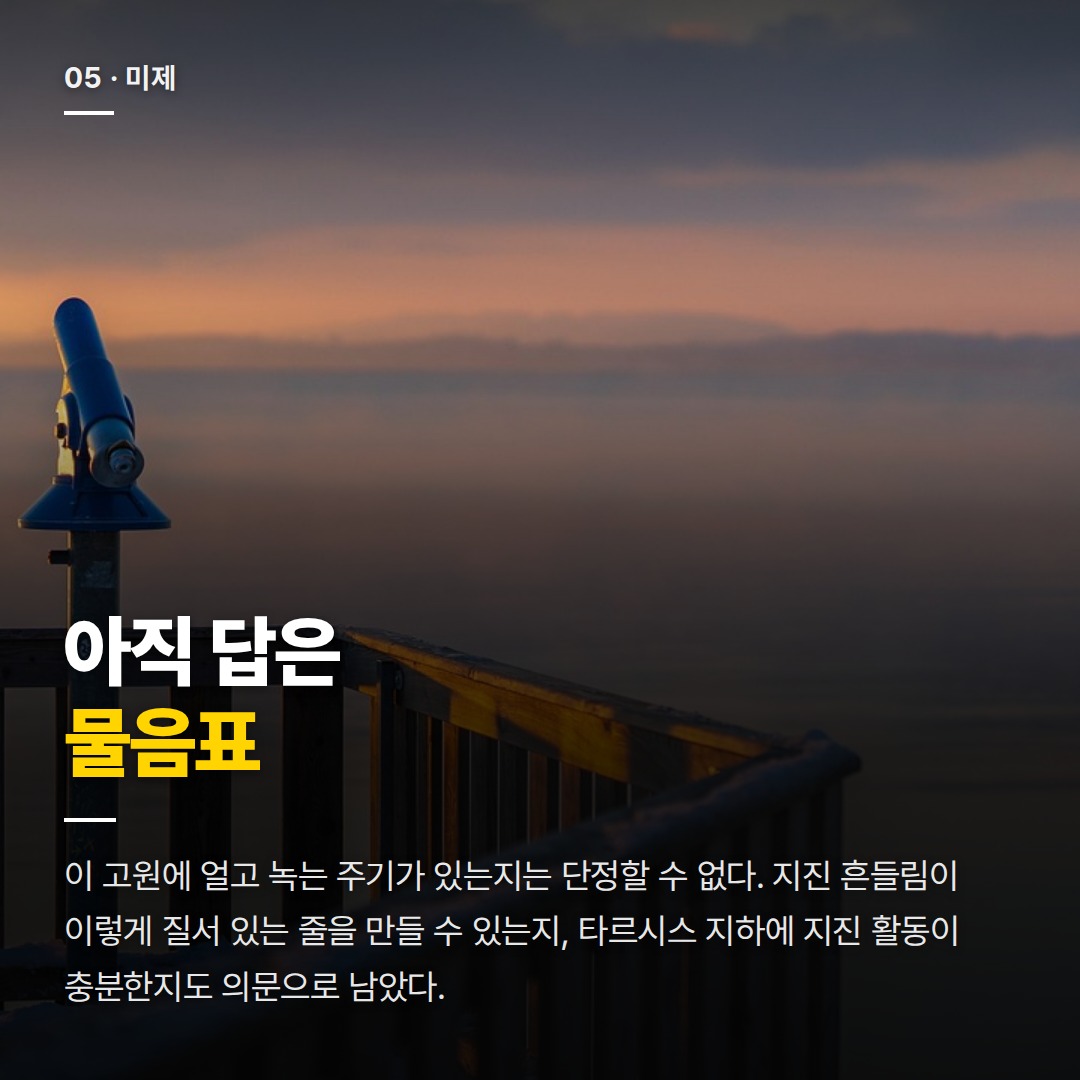 05 · 미제
아직 답은
물음표
이 고원에 얼고 녹는 주기가 있는지는 단정할 수 없다. 지진 흔들림이
이렇게 질서 있는 줄을 만들 수 있는지, 타르시스 지하에 지진 활동이
충분한지도 의문으로 남았다.